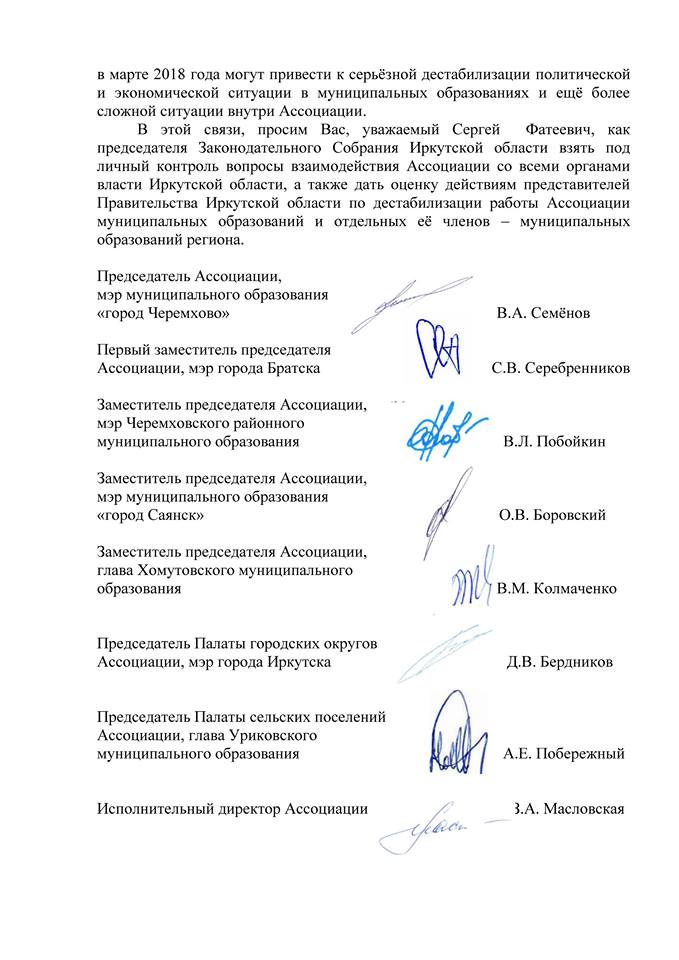 в марте 2018 года могут привести к серьёзной дестабилизации политической
и экономической ситуации в муниципальных образованиях и ещё более
сложной ситуации внутри Ассоциации.
В этой связи, просим Вас, уважаемый Сергей Фатеевич, как
председателя Законодательного Собрания Иркутской области взять под
личный контроль вопросы взаимодействия Ассоциации со всеми органами
власти Иркутской области, а также дать оценку действиям представителей
Правительства Иркутской области по дестабилизации работы Ассоциации
муниципальных образований и отдельных её членов – муниципальных
образований региона.
Председатель Ассоциации,
мэр муниципального образования
«город Черемхово» В.А. Семёнов
Первый заместитель председателя
Ассоциации, мэр города Братска С.В. Серебренников
Заместитель председателя Ассоциации,
мэр Черемховского районного
муниципального образования В.Л. Побойкин
Заместитель председателя Ассоциации,
мэр муниципального образования
«город Саянск» О.В. Боровский
Заместитель председателя Ассоциации,
глава Хомутовского муниципального
образования В.М. Колмаченко
Председатель Палаты городских округов
Ассоциации, мэр города Иркутска Д.В. Бердников
Председатель Палаты сельских поселений
Ассоциации, глава Уриковского
муниципального образования А.Е. Побережный
Исполнительный директор Ассоциации З.А. Масловская